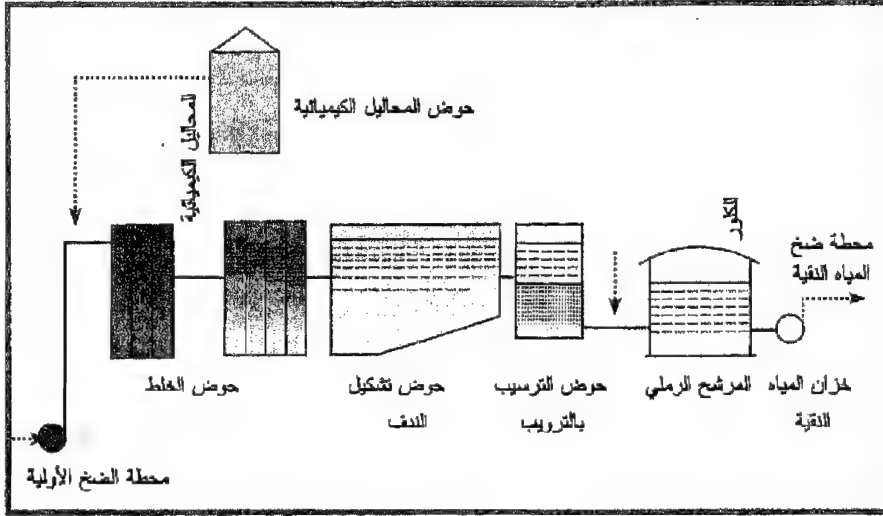 حوض المحاليل الكيميائية
المحاليل الكيميائية
الكلور
محطة ضخ
المياه النقية
حوض الخلط
حوض تشكيل
الندف
حوض الترسيب
بالترويب
المرشح الرملي
خزان المياه
النقية
محطة الضخ الأولية